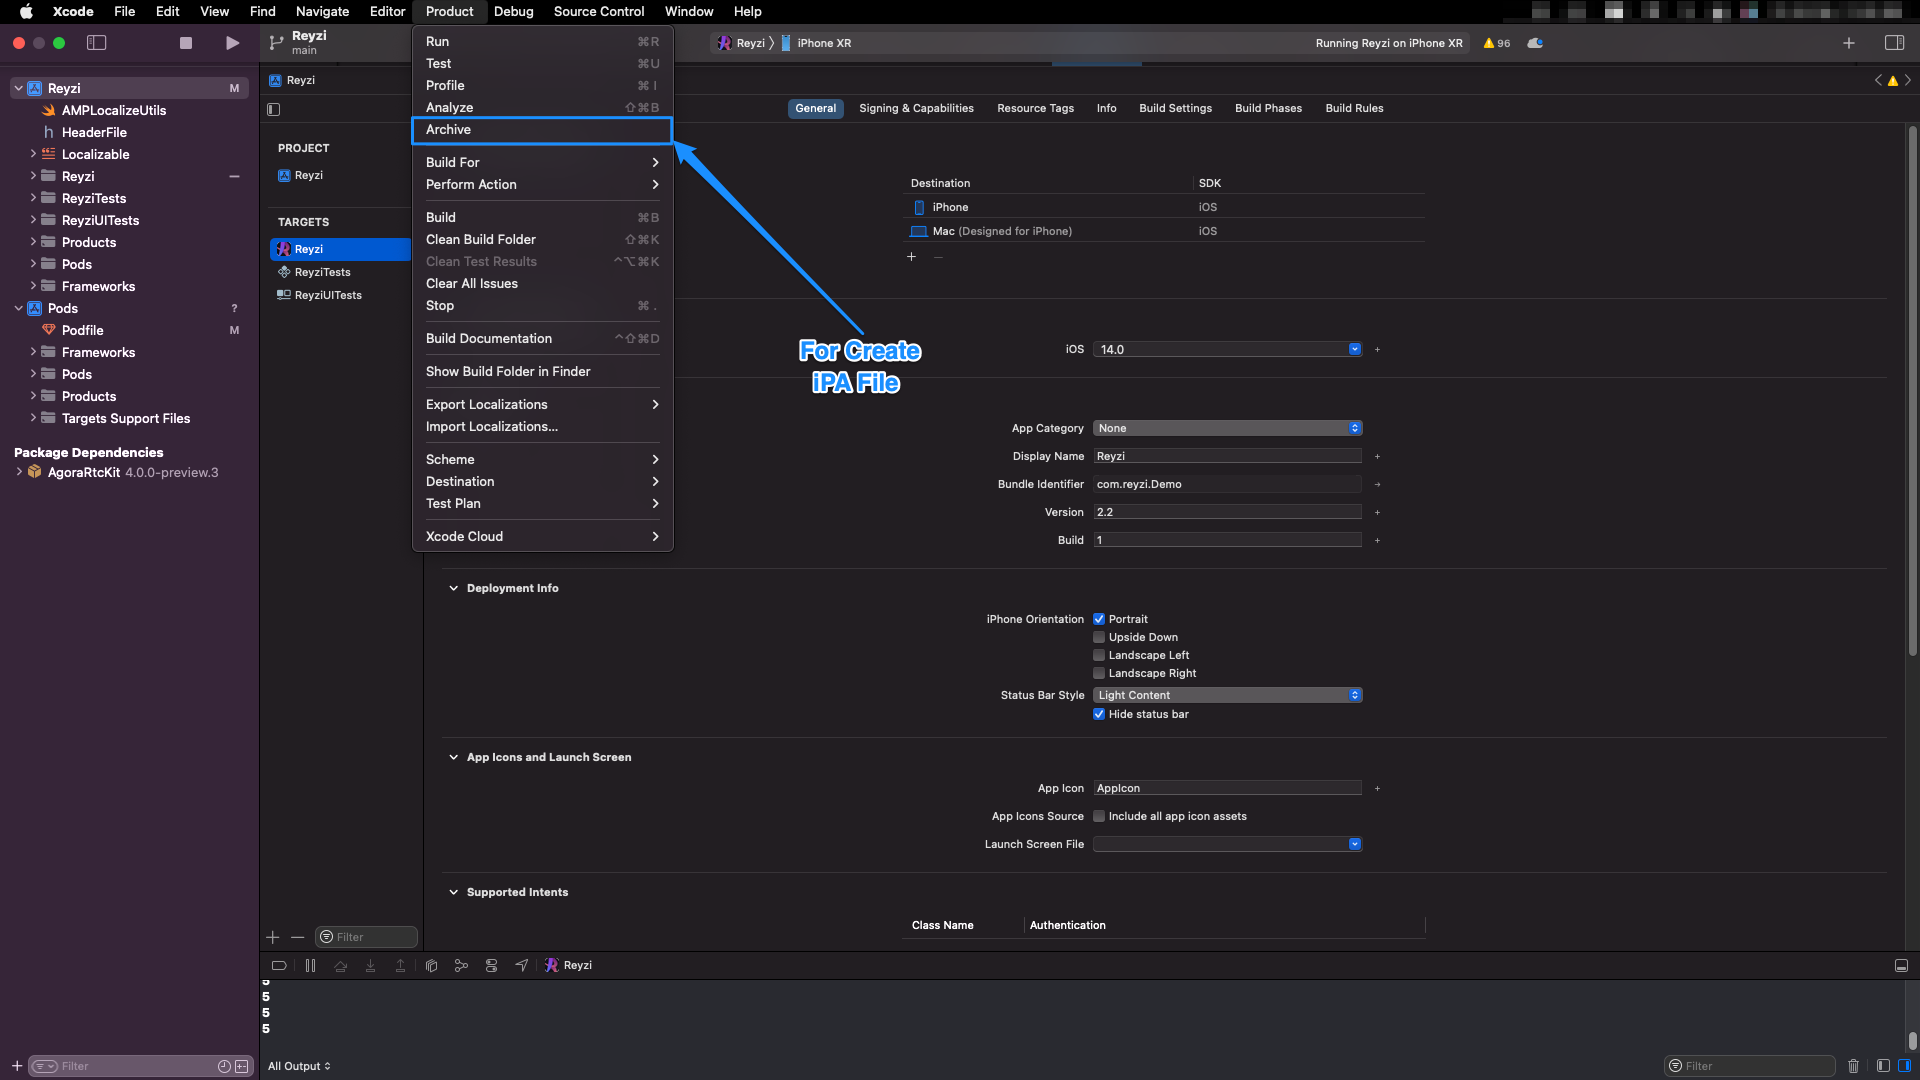 Xcode File Edit View Find Navigate Editor Product Debug Source Control Window Help
Reyzi
main
Reyzi 〉 iPhone XR
Running Reyzi on iPhone XR
96
Reyzi M
AMPLocalizeUtils
HeaderFile
Localizable
Reyzi
ReyziTests
ReyziUITests
Products
Pods
Frameworks
Pods ?
Podfile M
Frameworks
Pods
Products
Targets Support Files
Package Dependencies
AgoraRtcKit 4.0.0-preview.3
Filter
Reyzi
PROJECT
Reyzi
TARGETS
Reyzi
ReyziTests
ReyziUITests
Filter
Run ⌘R
Test ⌘U
Profile ⌘I
Analyze ⇧⌘B
Archive
Build For
Perform Action
Build ⌘B
Clean Build Folder ⇧⌘K
Clean Test Results ^⌥⌘K
Clear All Issues
Stop ⌘.
Build Documentation ^⇧⌘D
Show Build Folder in Finder
Export Localizations
Import Localizations...
Scheme
Destination
Test Plan
Xcode Cloud
For Create
iPA File
General Signing & Capabilities Resource Tags Info Build Settings Build Phases Build Rules
Destination SDK
iPhone iOS
Mac (Designed for iPhone) iOS
iOS 14.0
App Category None
Display Name Reyzi
Bundle Identifier com.reyzi.Demo
Version 2.2
Build 1
Deployment Info
iPhone Orientation Portrait
Upside Down
Landscape Left
Landscape Right
Status Bar Style Light Content
Hide status bar
App Icons and Launch Screen
App Icon AppIcon
App Icons Source Include all app icon assets
Launch Screen File
Supported Intents
Class Name Authentication
Reyzi
5
5
5
5
All Output
Filter